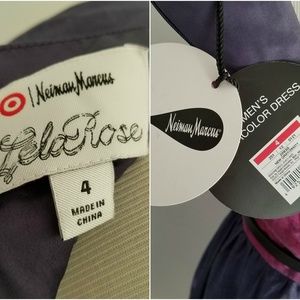 Neiman Marcus
Lela Rose
4
MADE IN
CHINA
Neiman Marcus
MEN'S
COLOR DRESS
4